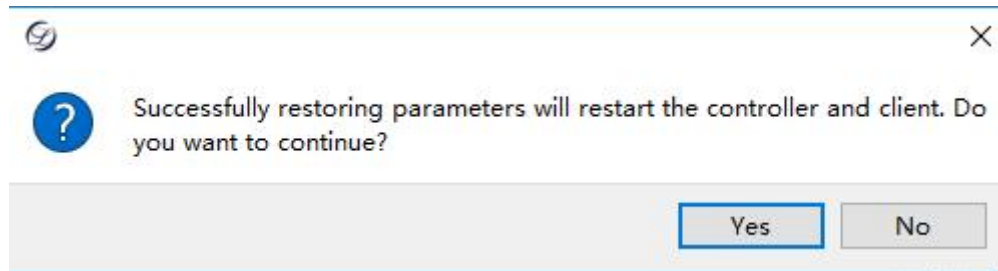 Successfully restoring parameters will restart the controller and client. Do
you want to continue?
Yes
No